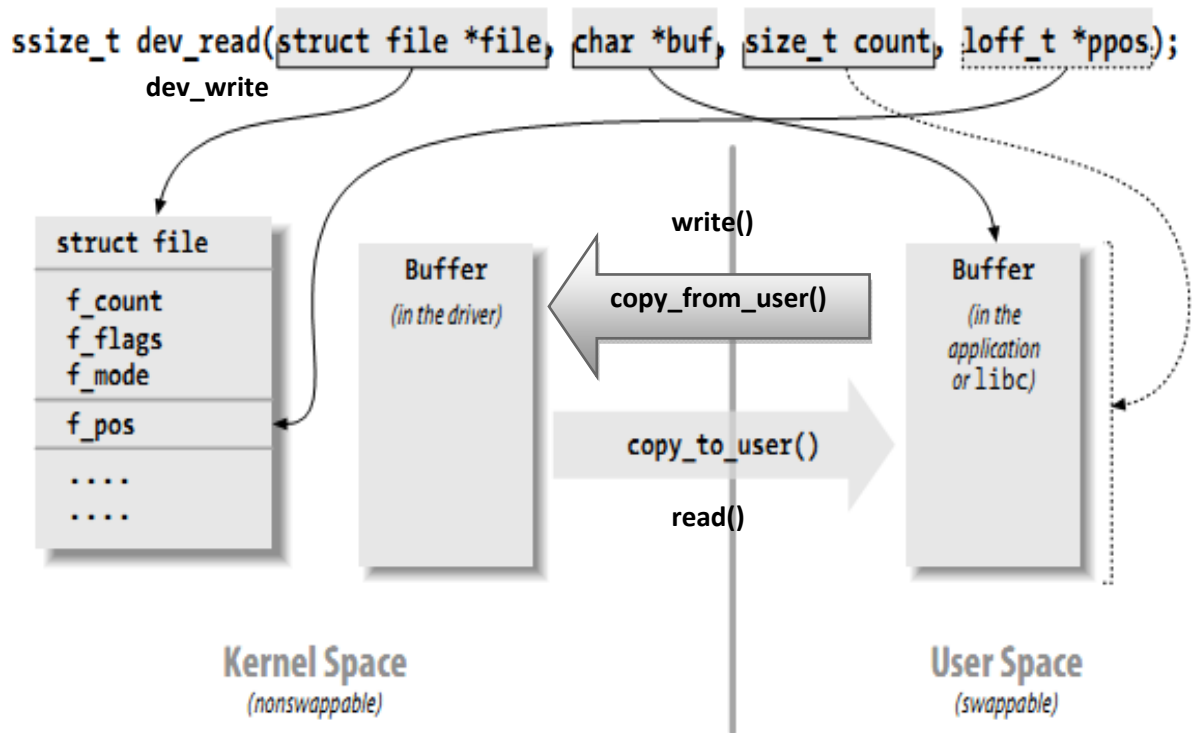 ssize_t dev_read(struct file *file, char *buf, size_t count, loff_t *ppos);
dev_write
struct file
f_count
f_flags
f_mode
f_pos
....
....
Buffer
(in the driver)
write()
copy_from_user()
copy_to_user()
read()
Buffer
(in the
application
or libc)
Kernel Space
(nonswappable)
User Space
(swappable)